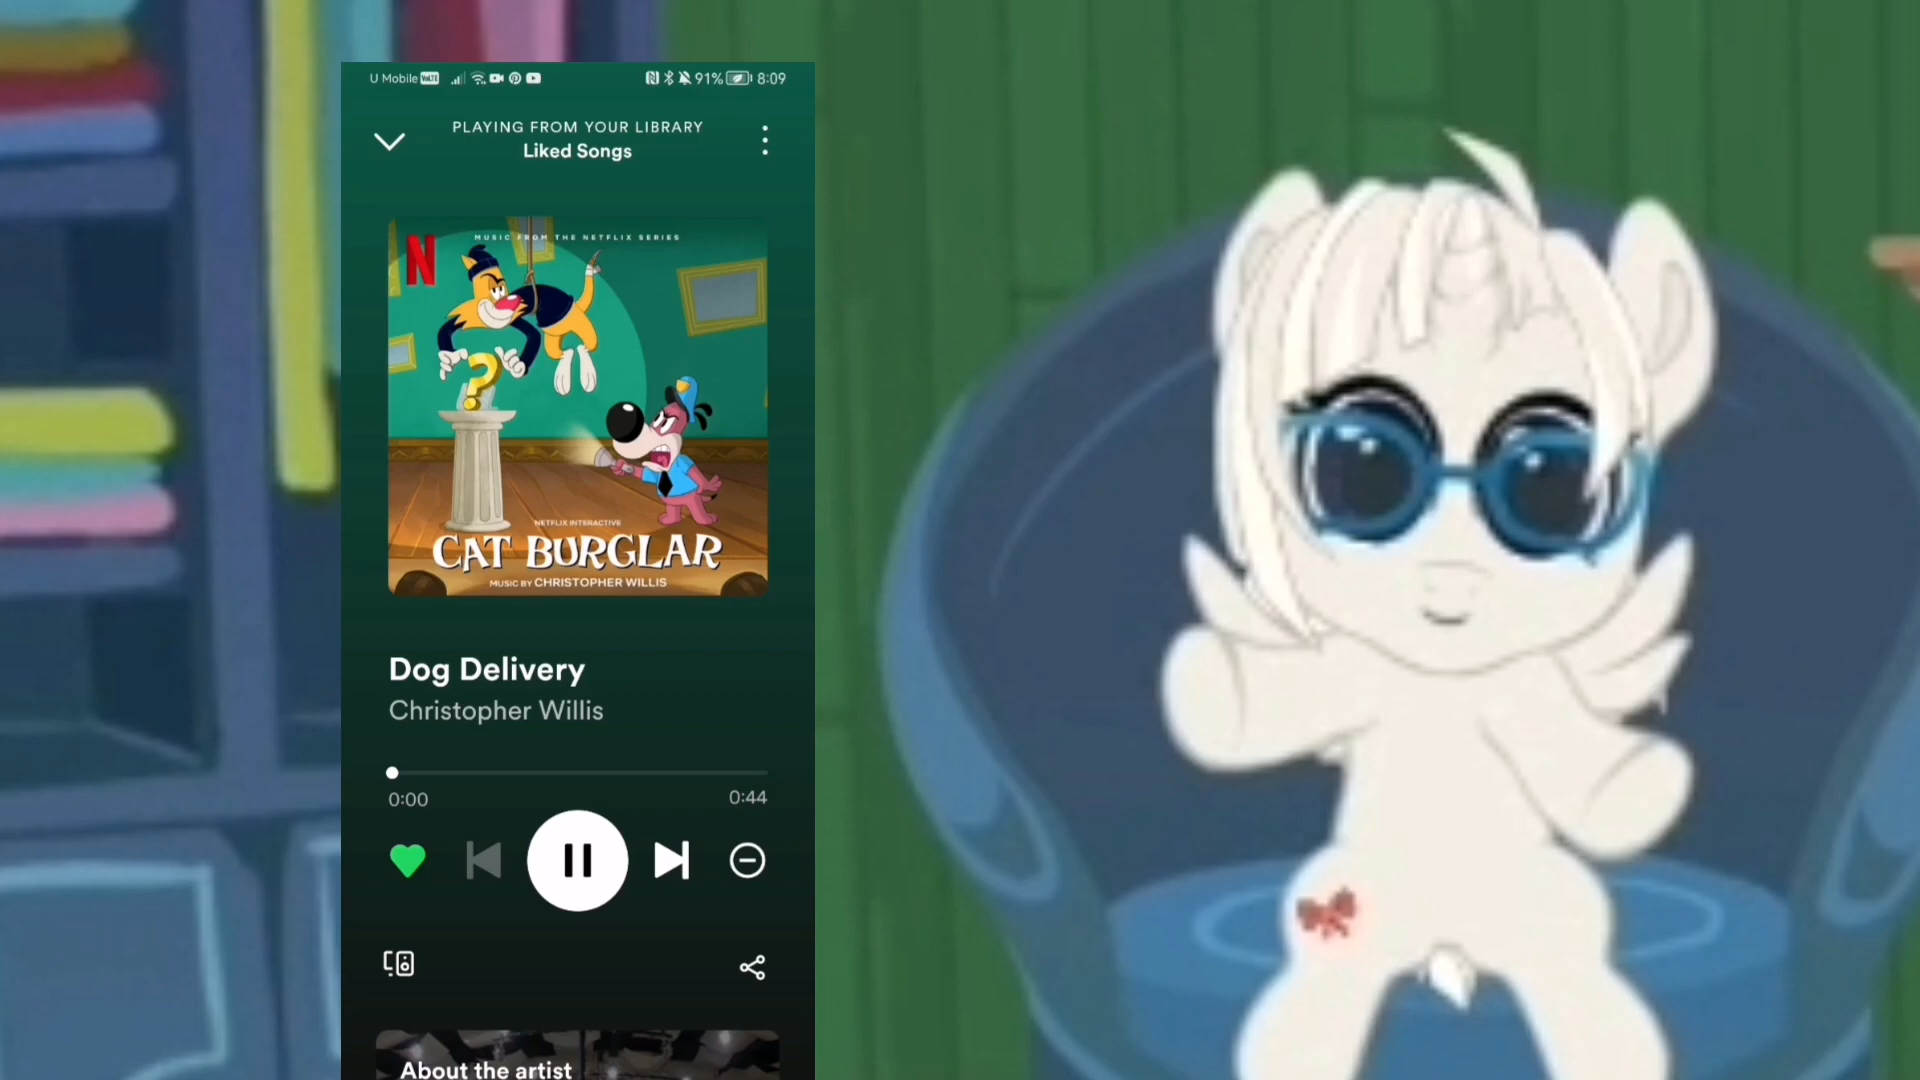 U Mobile VoLTE 91% 8:09
PLAYING FROM YOUR LIBRARY
Liked Songs
N
MUSIC FROM THE NETFLIX SERIES
?
NETFLIX INTERACTIVE
CAT BURGLAR
MUSIC BY CHRISTOPHER WILLIS
Dog Delivery
Christopher Willis
0:00 0:44
About the artist